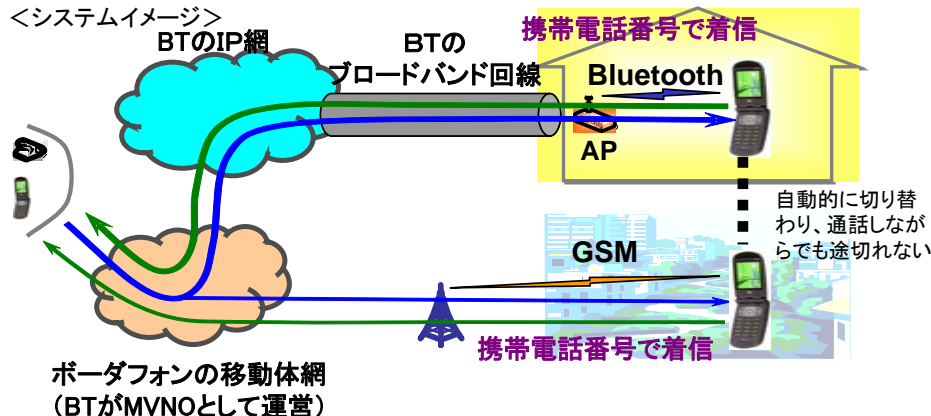 ＜システムイメージ＞
BTのIP網
BTの
ブロードバンド回線
携帯電話番号で着信
Bluetooth
AP
自動的に切り替
わり、通話しなが
らでも途切れない
GSM
携帯電話番号で着信
ボーダフォンの移動体網
（BTがMVNOとして運営）